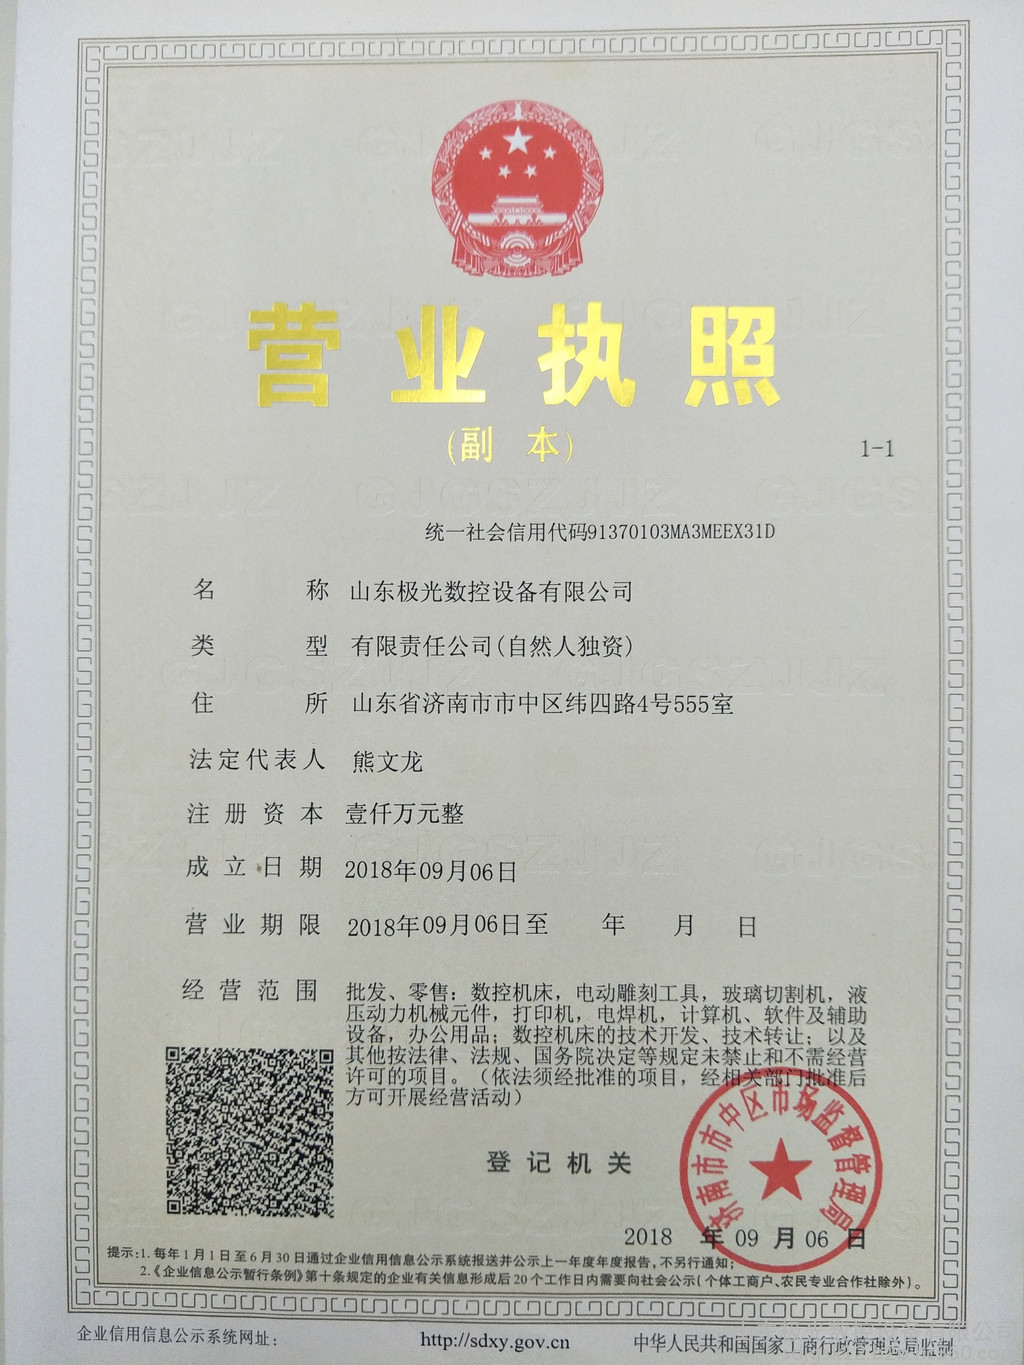 营业执照
(副 本)
1-1
统一社会信用代码91370103MA3MEEX31D
名 称 山东极光数控设备有限公司
类 型 有限责任公司(自然人独资)
住 所 山东省济南市市中区纬四路4号555室
法定代表人 熊文龙
注册资本 壹仟万元整
成立日期 2018年09月06日
营业期限 2018年09月06日至 年 月 日
经营范围 批发、零售：数控机床，电动雕刻工具，玻璃切割机，液
压动力机械元件，打印机，电焊机，计算机、软件及辅助
设备，办公用品；数控机床的技术开发、技术转让；以及
其他按法律、法规、国务院决定等规定未禁止和不需经营
许可的项目。（依法须经批准的项目，经相关部门批准后
方可开展经营活动）
登记机关
济南市市中区市场监督管理局
2018 年 09 月 06 日
提示:1.每年1月1日至6月30日通过企业信用信息公示系统报送并公示上一年度年度报告,不另行通知;
2.《企业信息公示暂行条例》第十条规定的企业有关信息形成后20个工作日内需要向社会公示(个体工商户、农民专业合作社除外)。
企业信用信息公示系统网址: http://sdxy.gov.cn 中华人民共和国国家工商行政管理总局监制